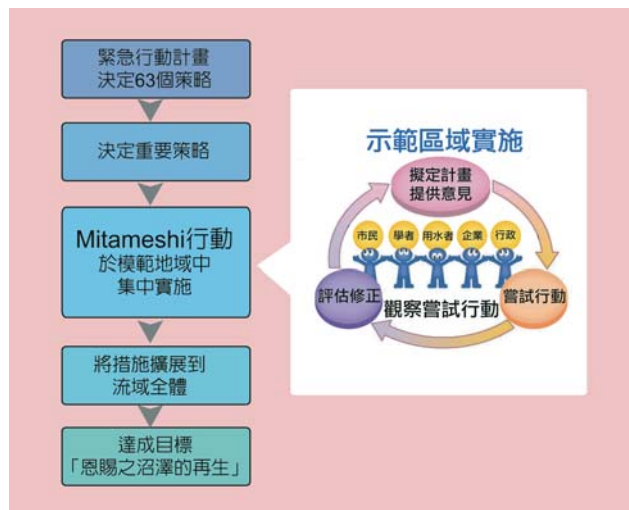 緊急行動計畫
決定63個策略
決定重要策略
Mitameshi行動
於模範地域中
集中實施
將措施擴展到
流域全體
達成目標
「恩賜之沼澤的再生」
示範區域實施
擬定計畫
提供意見
市民 學者 用水者 企業 行政
評估修正
觀察嘗試行動
嘗試行動